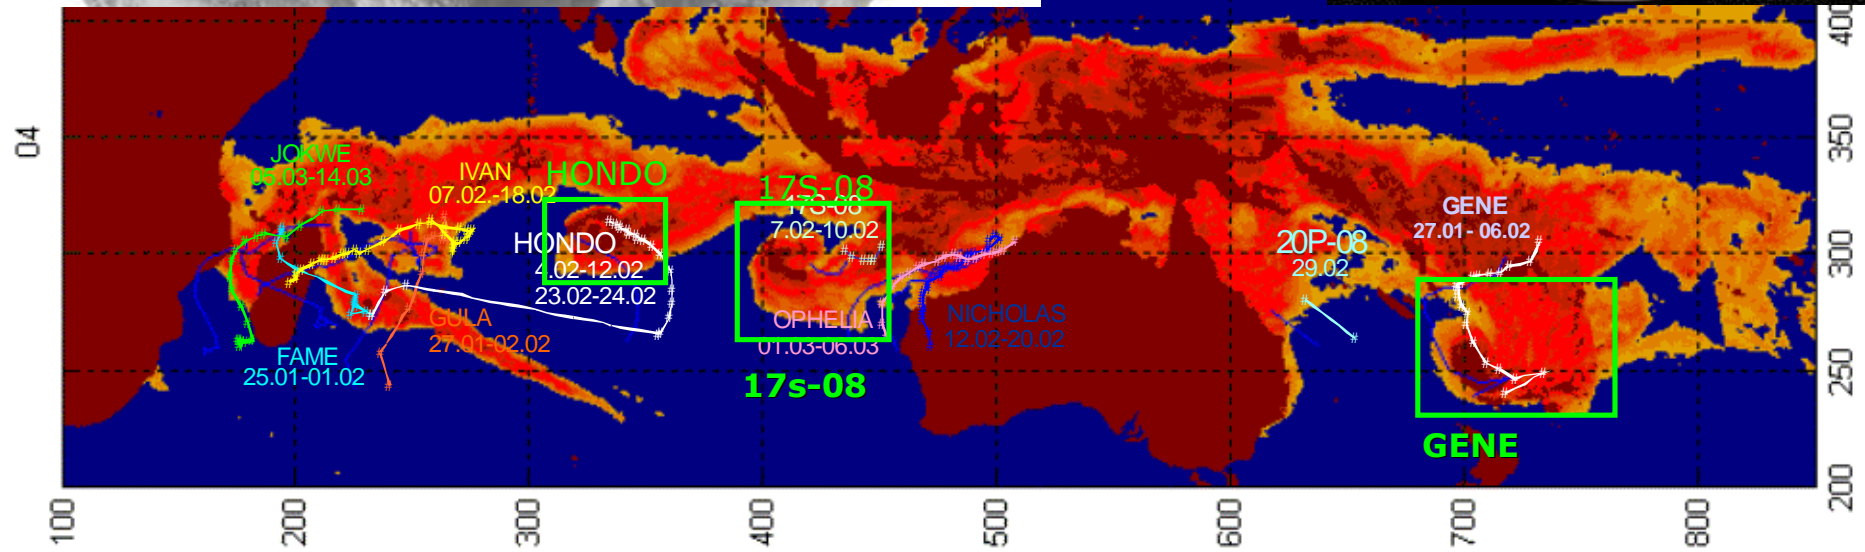 04
JOKWE
05.03-14.03
IVAN
07.02.-18.02
HONDO
HONDO
4.02-12.02
23.02-24.02
17S-08
17S-08
7.02-10.02
GENE
27.01- 06.02
20P-08
29.02
GULA
27.01-02.02
FAME
25.01-01.02
OPHELIA
01.03-06.03
NICHOLAS
12.02-20.02
17s-08
GENE
400
350
300
250
200
100
200
300
400
500
600
700
800